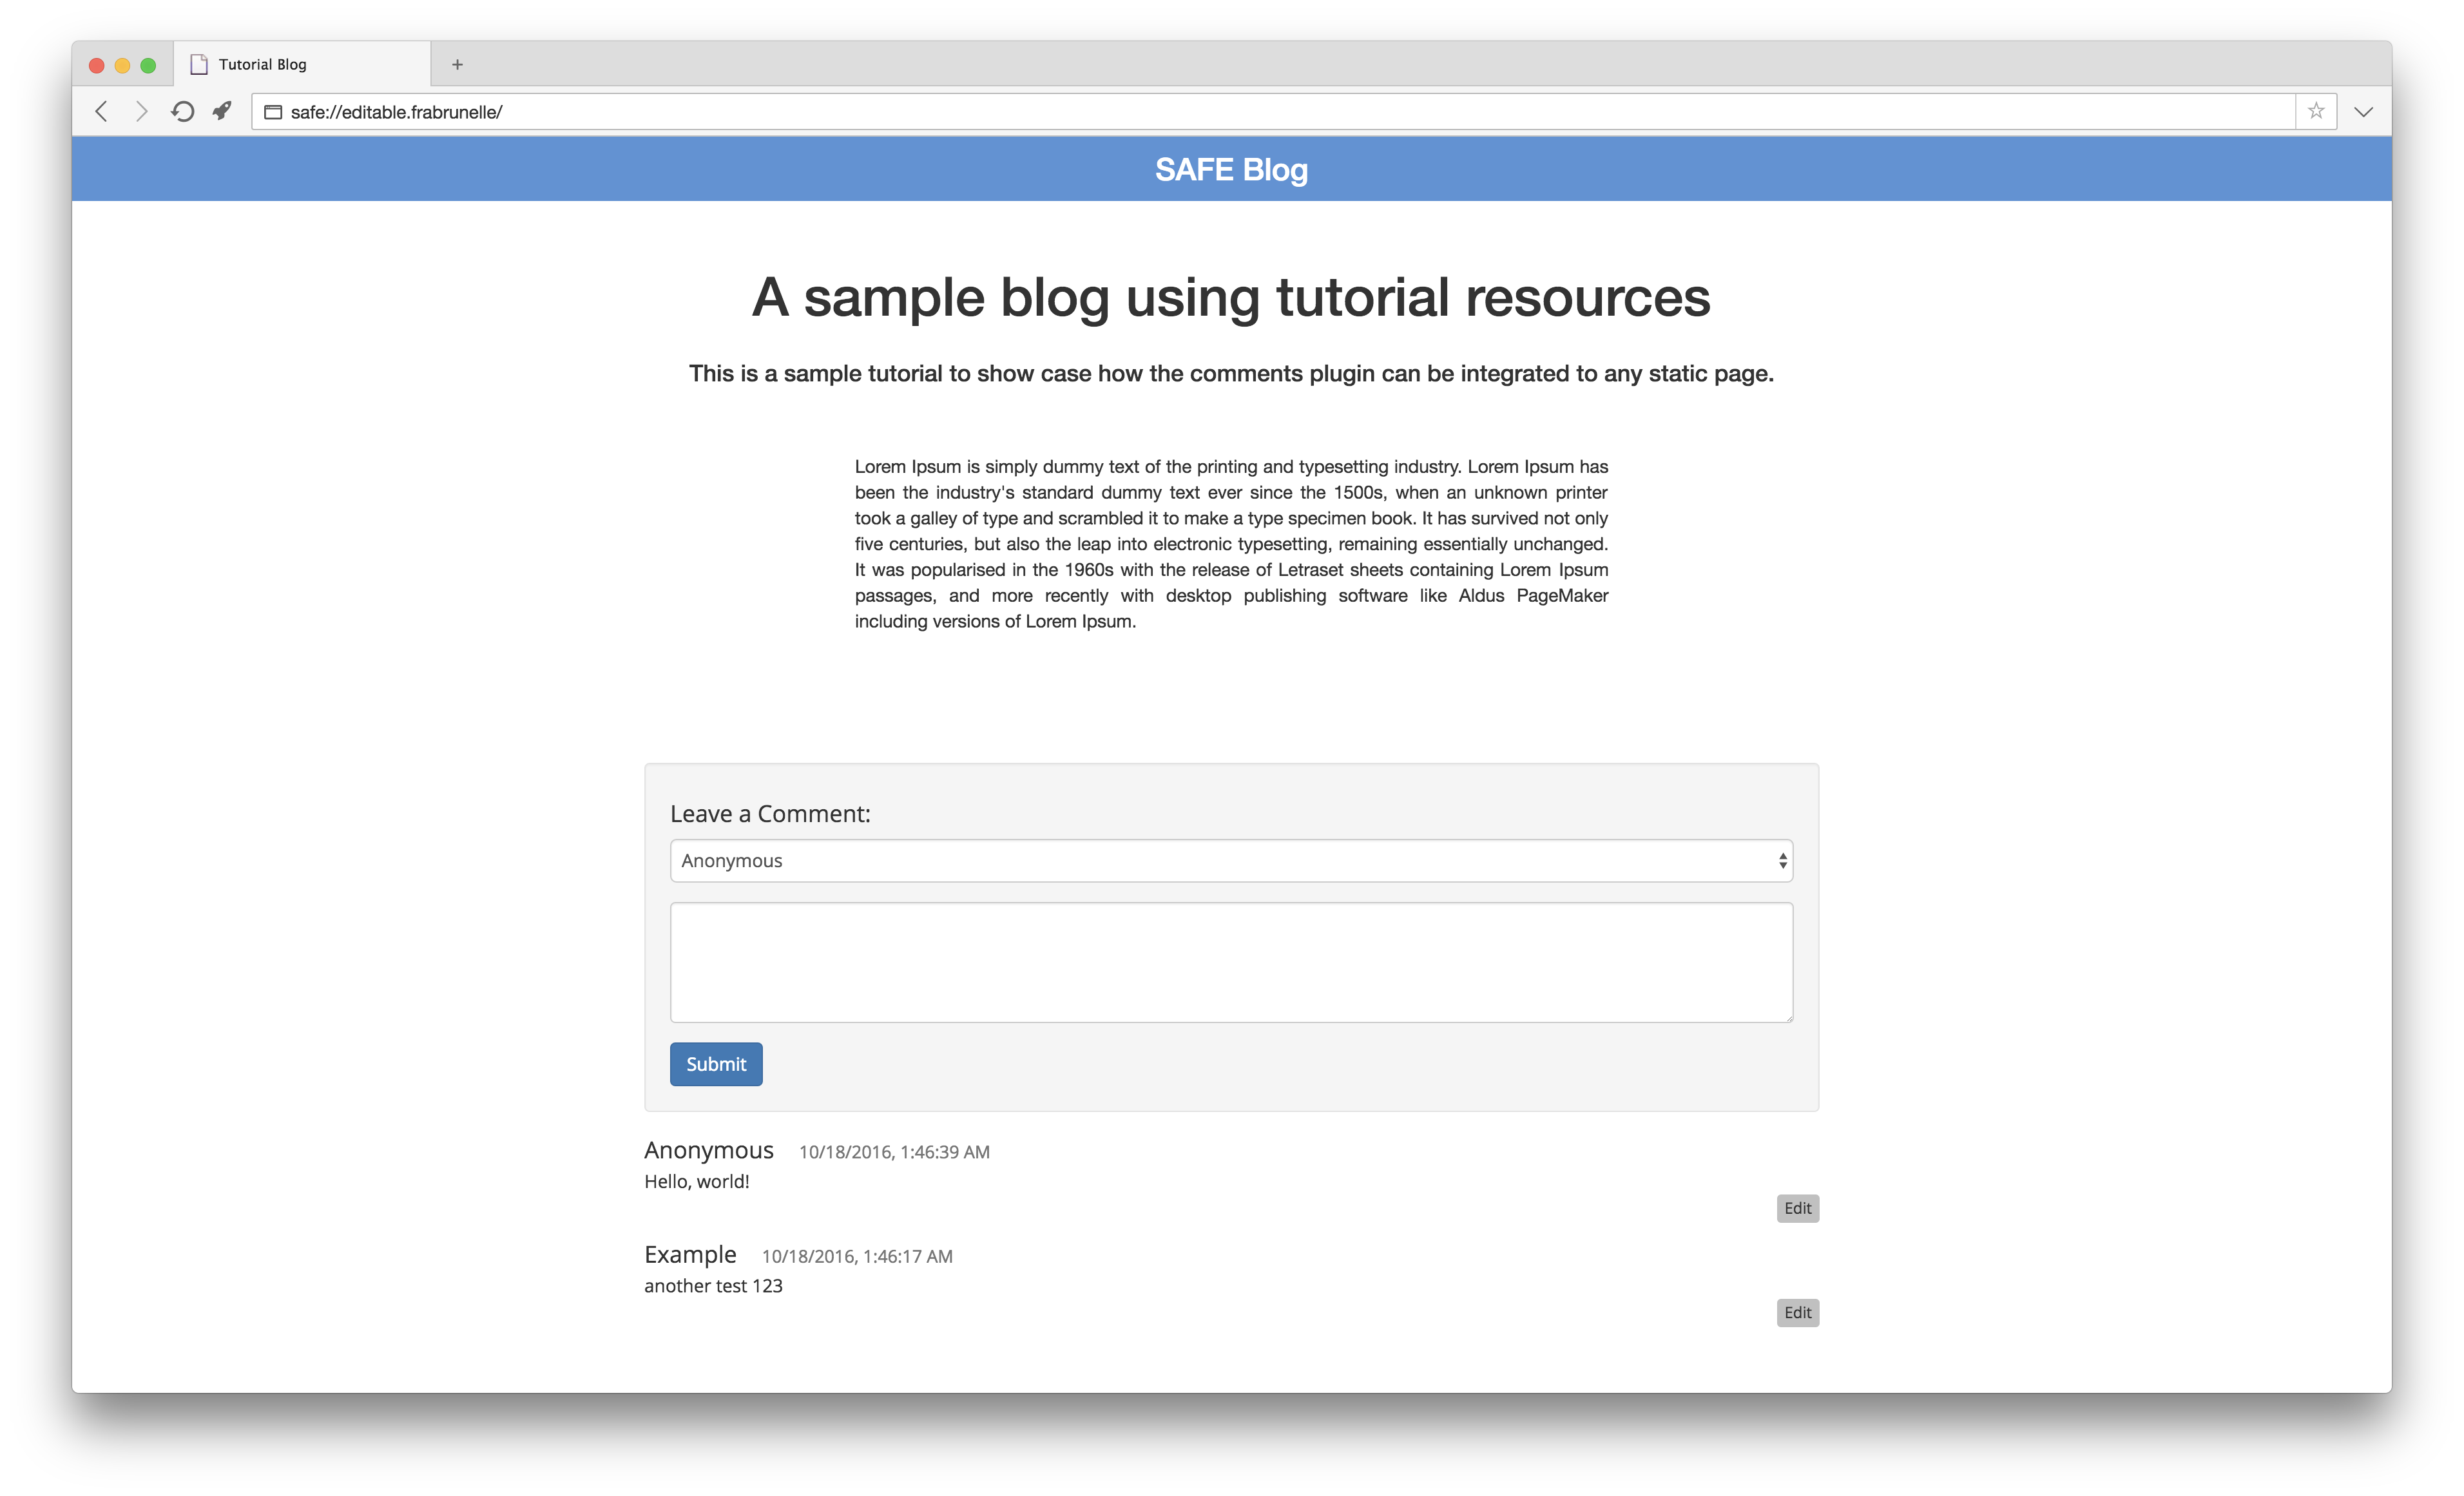 Tutorial Blog
safe://editable.frabrunelle/
SAFE Blog
A sample blog using tutorial resources
This is a sample tutorial to show case how the comments plugin can be integrated to any static page.
Lorem Ipsum is simply dummy text of the printing and typesetting industry. Lorem Ipsum has
been the industry's standard dummy text ever since the 1500s, when an unknown printer
took a galley of type and scrambled it to make a type specimen book. It has survived not only
five centuries, but also the leap into electronic typesetting, remaining essentially unchanged.
It was popularised in the 1960s with the release of Letraset sheets containing Lorem Ipsum
passages, and more recently with desktop publishing software like Aldus PageMaker
including versions of Lorem Ipsum.
Leave a Comment:
Anonymous
Submit
Anonymous 10/18/2016, 1:46:39 AM
Hello, world!
Edit
Example 10/18/2016, 1:46:17 AM
another test 123
Edit